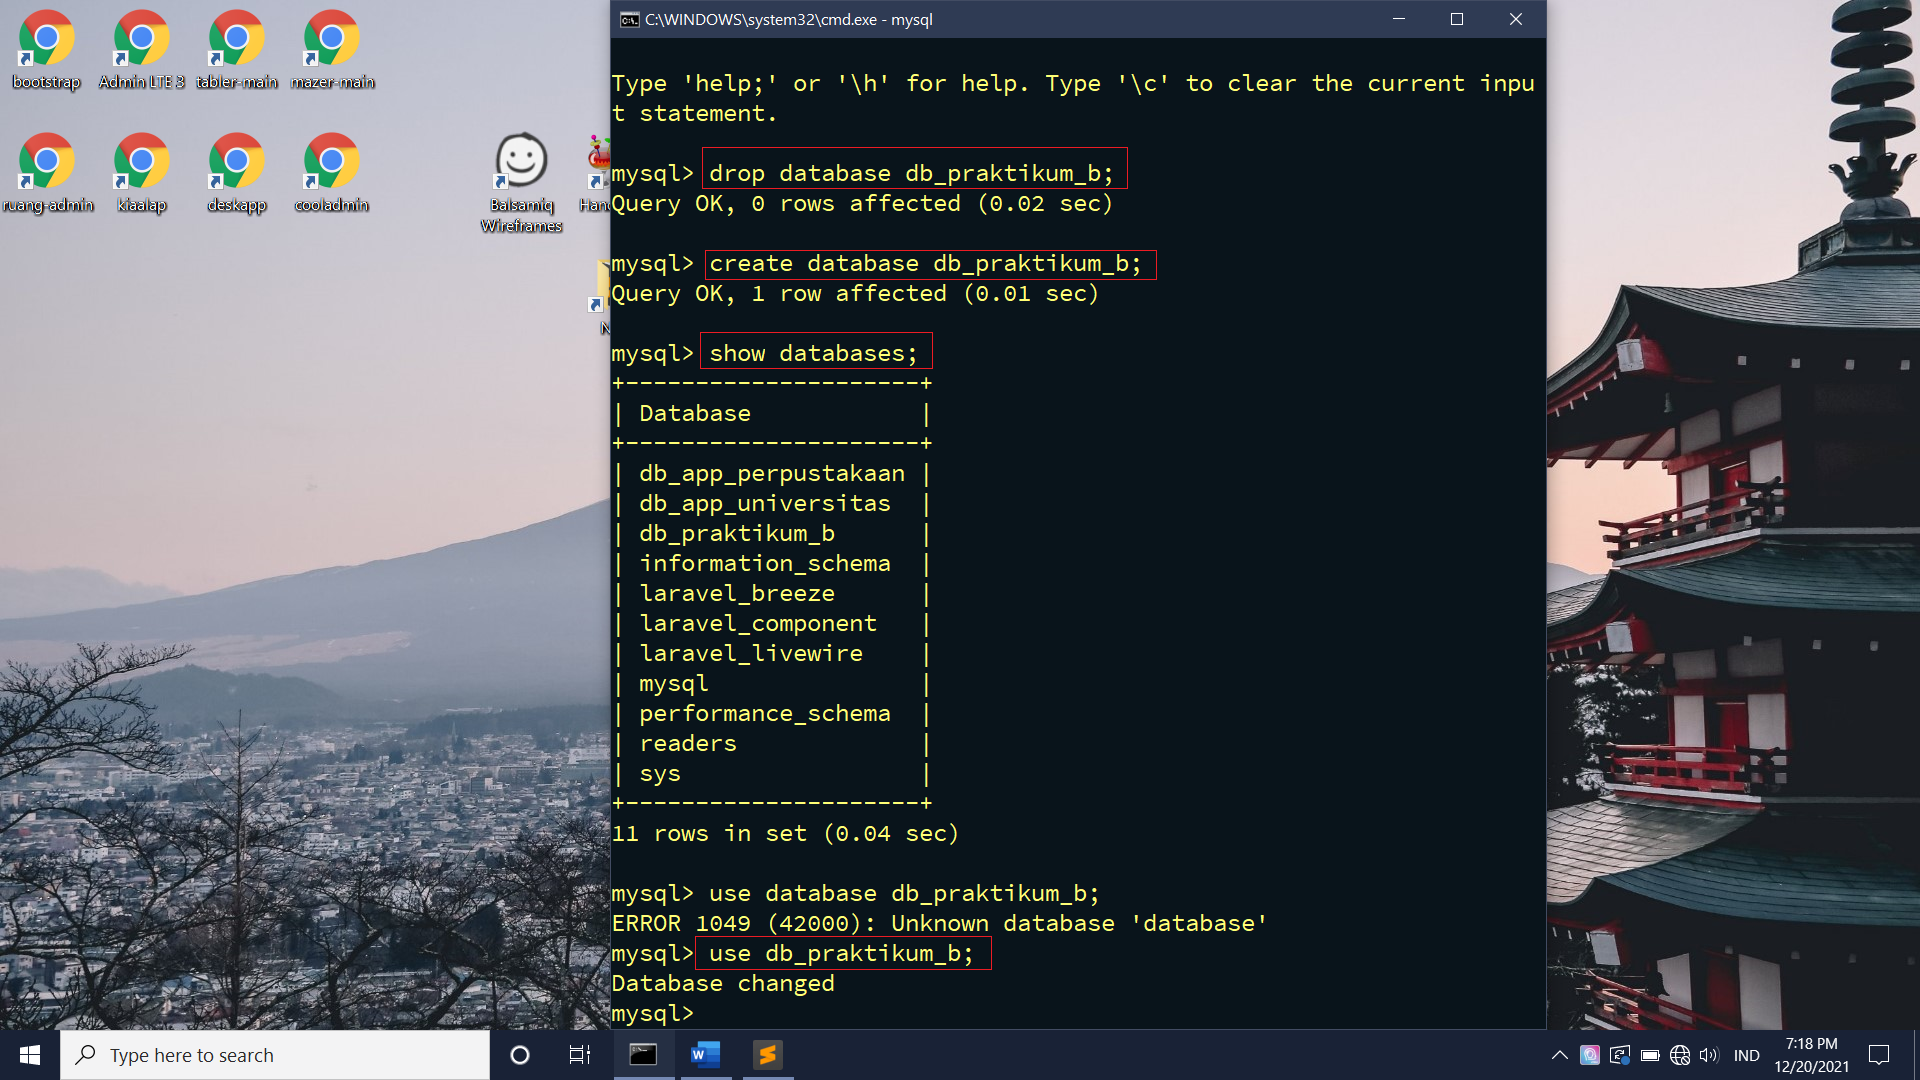 bootstrap
Admin LTE 3
tabler-main
mazer-main
ruang-admin
kiaalap
deskapp
cooladmin
Balsamiq
Wireframes
C:\WINDOWS\system32\cmd.exe - mysql
Type 'help;' or '\h' for help. Type '\c' to clear the current inpu
t statement.
mysql> drop database db_praktikum_b;
Query OK, 0 rows affected (0.02 sec)
mysql> create database db_praktikum_b;
Query OK, 1 row affected (0.01 sec)
mysql> show databases;
+---------------------+
| Database            |
+---------------------+
| db_app_perpustakaan |
| db_app_universitas  |
| db_praktikum_b      |
| information_schema  |
| laravel_breeze      |
| laravel_component   |
| laravel_livewire    |
| mysql               |
| performance_schema  |
| readers             |
| sys                 |
+---------------------+
11 rows in set (0.04 sec)
mysql> use database db_praktikum_b;
ERROR 1049 (42000): Unknown database 'database'
mysql> use db_praktikum_b;
Database changed
mysql>
Type here to search
IND
7:18 PM
12/20/2021